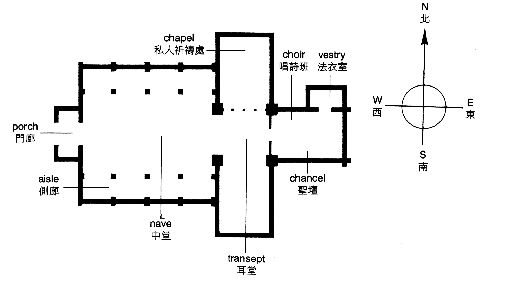 N
北
chapel
私人祈禱處
choir
唱詩班
vestry
法衣室
W
西
E
東
porch
門廊
S
南
aisle
側廊
chancel
聖壇
nave
中堂
transept
耳堂